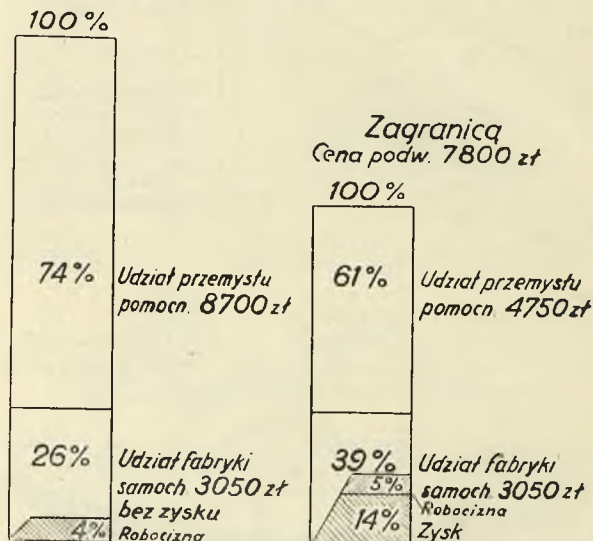 100%
74%
Udział przemysłu
pomocn. 8700 zł
26%
Udział fabryki
samoch 3050 zł
bez zysku
4%
Robocizna
Zagranicą
Cena podw. 7800 zł
100%
61%
Udział przemysłu
pomocn. 4750 zł
39%
Udział fabryki
samoch 3050 zł
5%
Robocizna
14%
Zysk